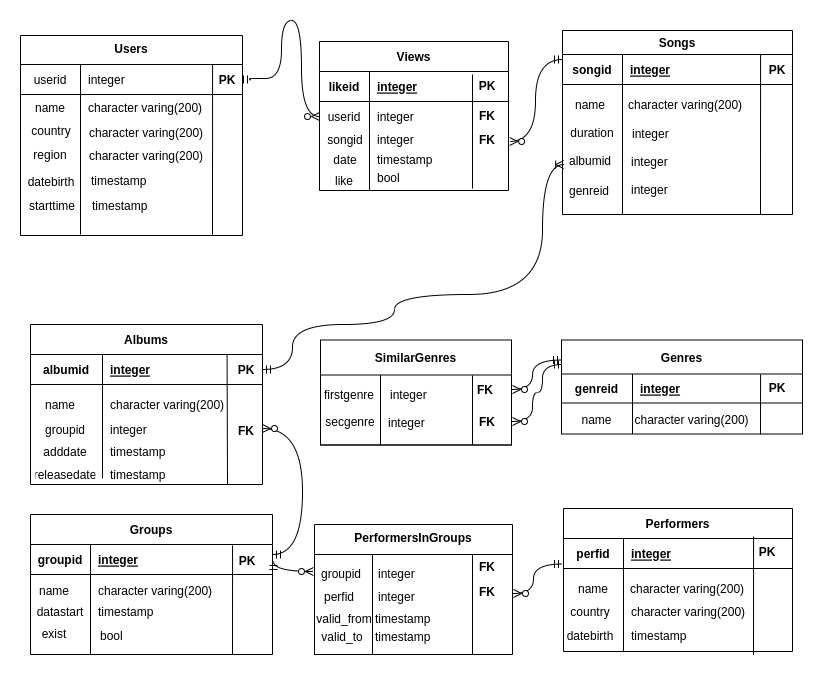 Users
userid integer PK
name character varing(200)
country character varing(200)
region character varing(200)
datebirth timestamp
starttime timestamp
Views
likeid integer PK
userid integer FK
songid integer FK
date timestamp
like bool
Songs
songid integer PK
name character varing(200)
duration integer
albumid integer
genreid integer
Albums
albumid integer PK
name character varing(200)
groupid integer FK
adddate timestamp
releasedate timestamp
SimilarGenres
firstgenre integer FK
secgenre integer FK
Genres
genreid integer PK
name character varing(200)
Groups
groupid integer PK
name character varing(200)
datastart timestamp
exist bool
PerformersInGroups
groupid integer FK
perfid integer FK
valid_from timestamp
valid_to timestamp
Performers
perfid integer PK
name character varing(200)
country character varing(200)
datebirth timestamp